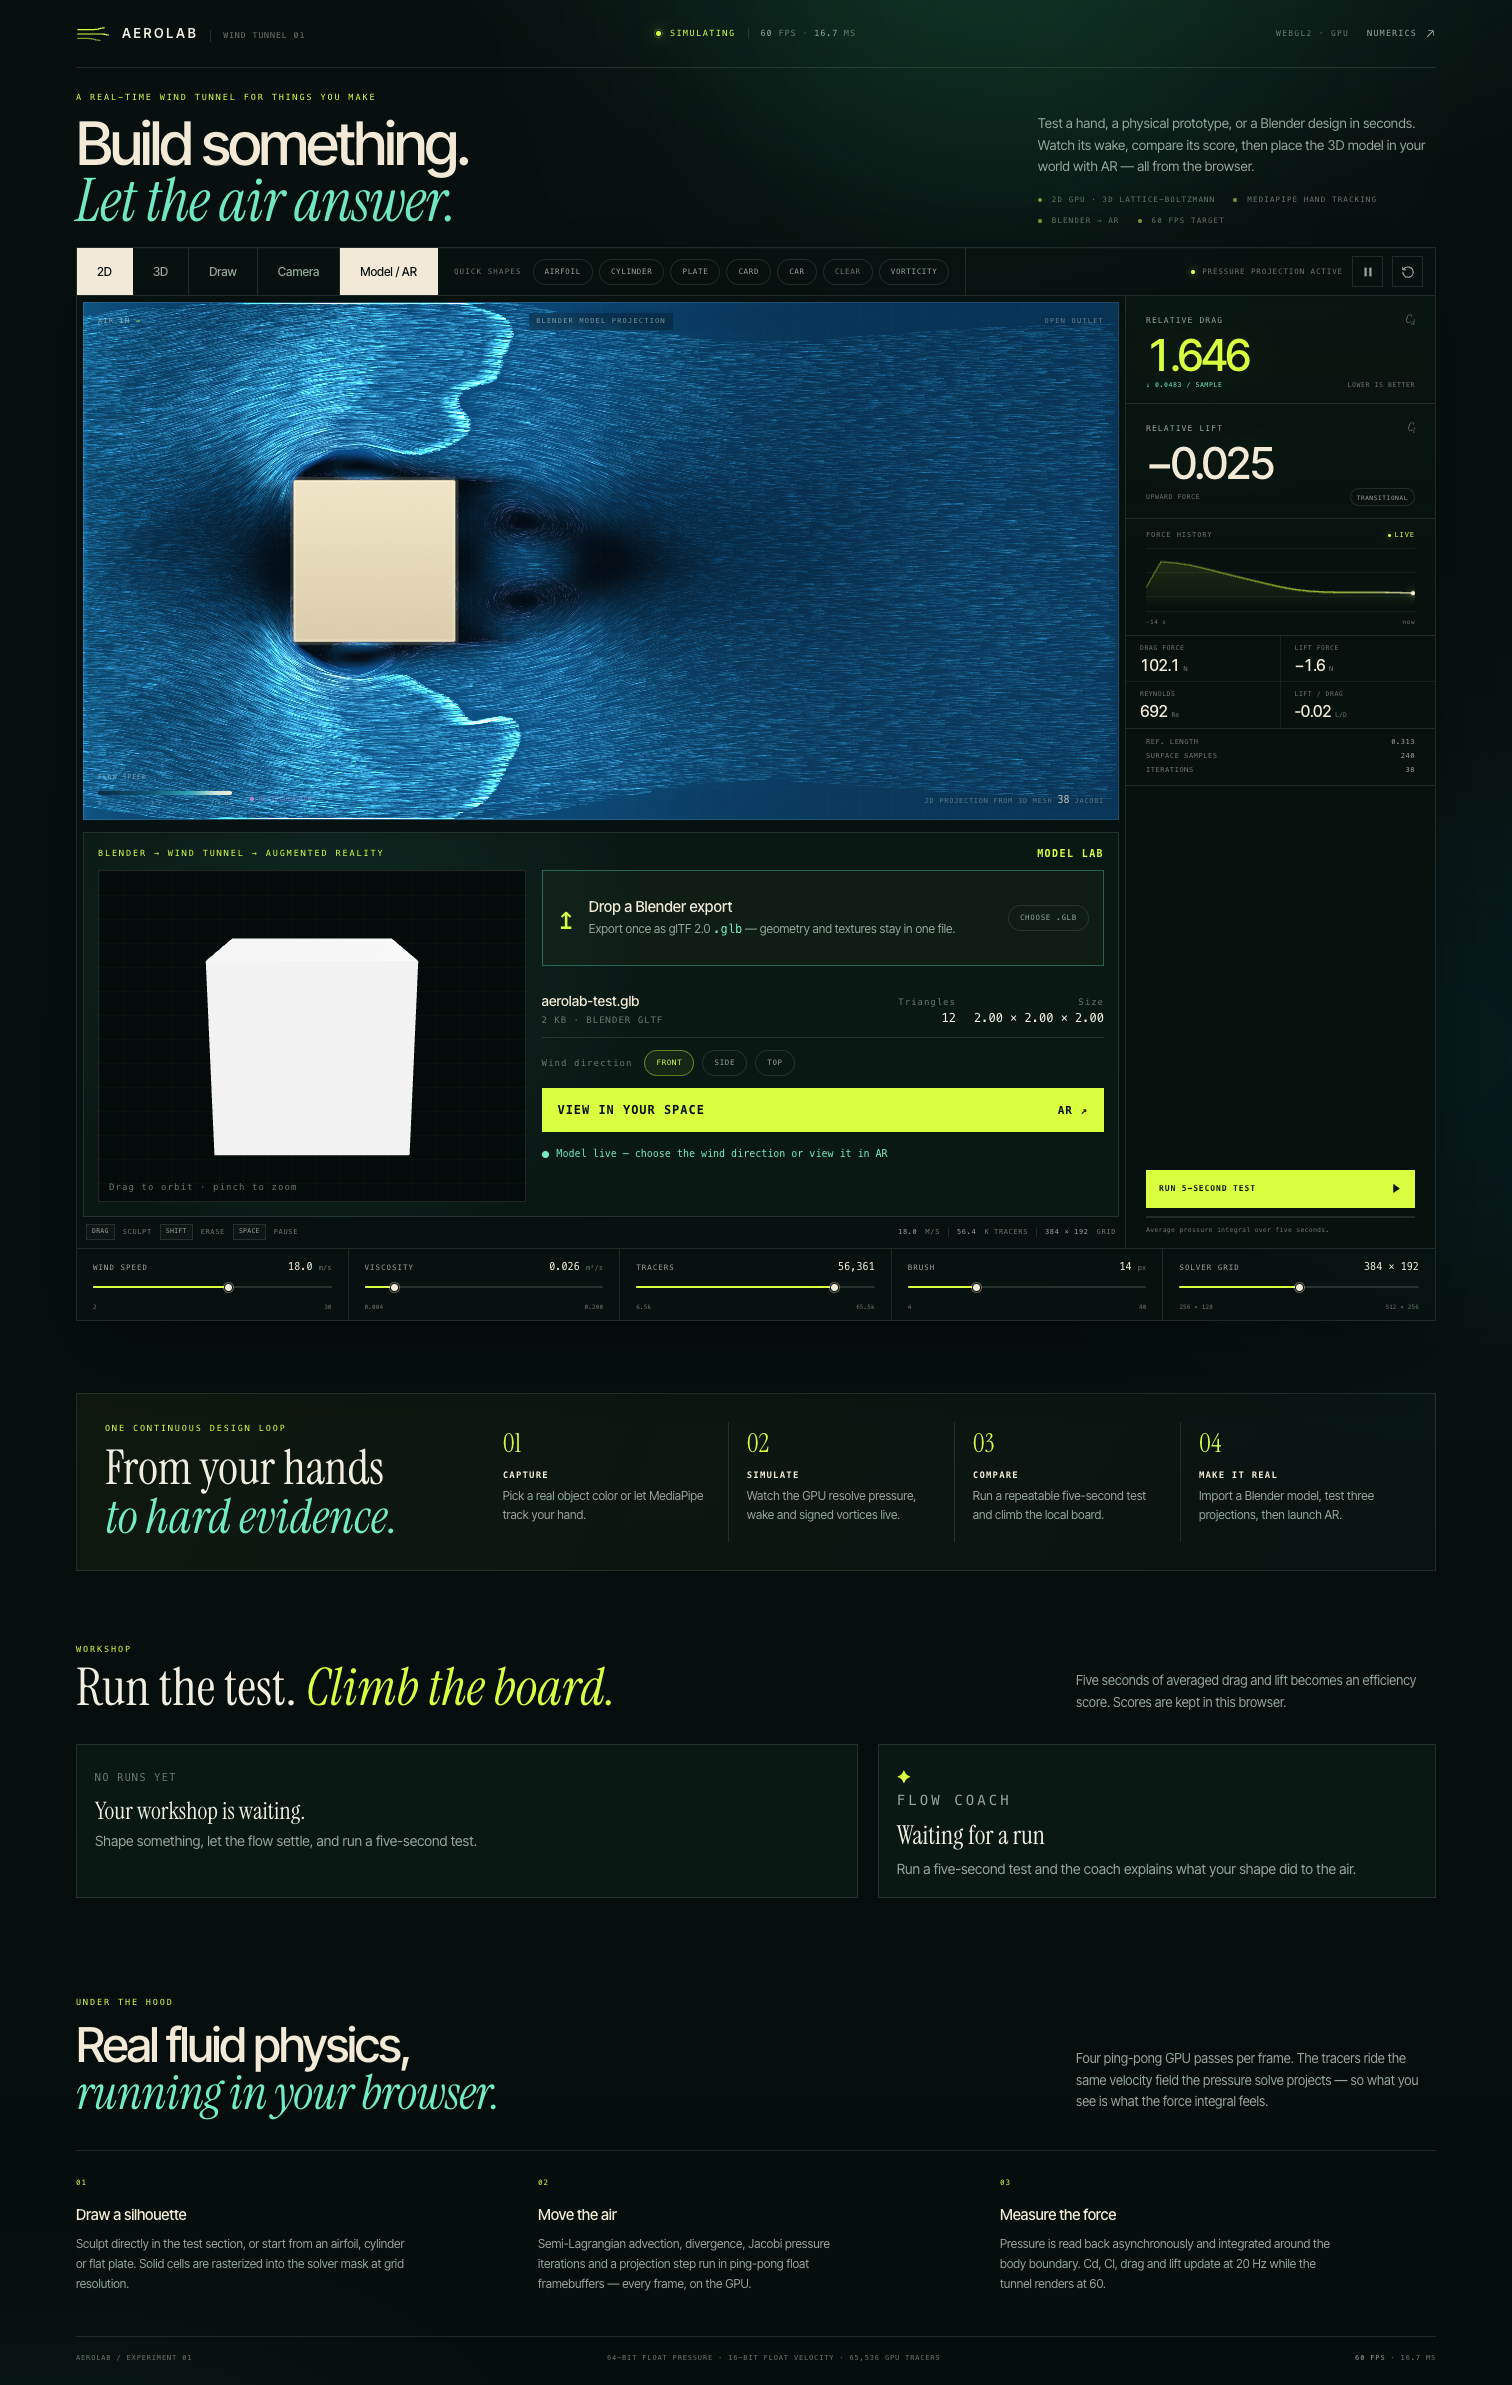 AEROLAB
WIND TUNNEL 01
SIMULATING
60 FPS · 16.7 MS
WEBGL2 · GPU
NUMERICS ↗
A REAL-TIME WIND TUNNEL FOR THINGS YOU MAKE
Build something.
Let the air answer.
Test a hand, a physical prototype, or a Blender design in seconds.
Watch its wake, compare its score, then place the 3D model in your
world with AR — all from the browser.
2D GPU · 3D LATTICE-BOLTZMANN
MEDIAPIPE HAND TRACKING
BLENDER → AR
60 FPS TARGET
2D
3D
Draw
Camera
Model / AR
QUICK SHAPES
AIRFOIL
CYLINDER
PLATE
CARD
CAR
CLEAR
VORTICITY
PRESSURE PROJECTION ACTIVE
AIR IN →
BLENDER MODEL PROJECTION
OPEN OUTLET
FLOW SPEED
2D PROJECTION FROM 3D MESH 38 JACOBI
RELATIVE DRAG
Cd
1.646
↓ 0.0483 / SAMPLE
LOWER IS BETTER
RELATIVE LIFT
Cl
−0.025
UPWARD FORCE
TRANSITIONAL
FORCE HISTORY
LIVE
−14 s
now
DRAG FORCE
102.1 N
LIFT FORCE
−1.6 N
REYNOLDS
692 Re
LIFT / DRAG
-0.02 L/D
REF. LENGTH
0.313
SURFACE SAMPLES
240
ITERATIONS
38
BLENDER → WIND TUNNEL → AUGMENTED REALITY
MODEL LAB
Drag to orbit · pinch to zoom
↥
Drop a Blender export
Export once as glTF 2.0 .glb — geometry and textures stay in one file.
CHOOSE .GLB
aerolab-test.glb
2 KB · BLENDER GLTF
Triangles
12
Size
2.00 × 2.00 × 2.00
Wind direction
FRONT
SIDE
TOP
VIEW IN YOUR SPACE
AR ↗
Model live — choose the wind direction or view it in AR
RUN 5-SECOND TEST
Average pressure integral over five seconds.
DRAG SCULPT SHIFT ERASE SPACE PAUSE
18.0 M/S
56.4 K TRACERS
384 × 192 GRID
WIND SPEED
18.0 m/s
2
30
VISCOSITY
0.026 m²/s
0.004
0.200
TRACERS
56,361
6.5k
65.5k
BRUSH
14 px
4
40
SOLVER GRID
384 × 192
256 × 128
512 × 256
ONE CONTINUOUS DESIGN LOOP
From your hands
to hard evidence.
01
CAPTURE
Pick a real object color or let MediaPipe
track your hand.
02
SIMULATE
Watch the GPU resolve pressure,
wake and signed vortices live.
03
COMPARE
Run a repeatable five-second test
and climb the local board.
04
MAKE IT REAL
Import a Blender model, test three
projections, then launch AR.
WORKSHOP
Run the test. Climb the board.
Five seconds of averaged drag and lift becomes an efficiency
score. Scores are kept in this browser.
NO RUNS YET
Your workshop is waiting.
Shape something, let the flow settle, and run a five-second test.
✦
FLOW COACH
Waiting for a run
Run a five-second test and the coach explains what your shape did to the air.
UNDER THE HOOD
Real fluid physics,
running in your browser.
Four ping-pong GPU passes per frame. The tracers ride the
same velocity field the pressure solve projects — so what you
see is what the force integral feels.
01
Draw a silhouette
Sculpt directly in the test section, or start from an airfoil, cylinder
or flat plate. Solid cells are rasterized into the solver mask at grid
resolution.
02
Move the air
Semi-Lagrangian advection, divergence, Jacobi pressure
iterations and a projection step run in ping-pong float
framebuffers — every frame, on the GPU.
03
Measure the force
Pressure is read back asynchronously and integrated around the
body boundary. Cd, Cl, drag and lift update at 20 Hz while the
tunnel renders at 60.
AEROLAB / EXPERIMENT 01
64-BIT FLOAT PRESSURE · 16-BIT FLOAT VELOCITY · 65,536 GPU TRACERS
60 FPS · 16.7 MS